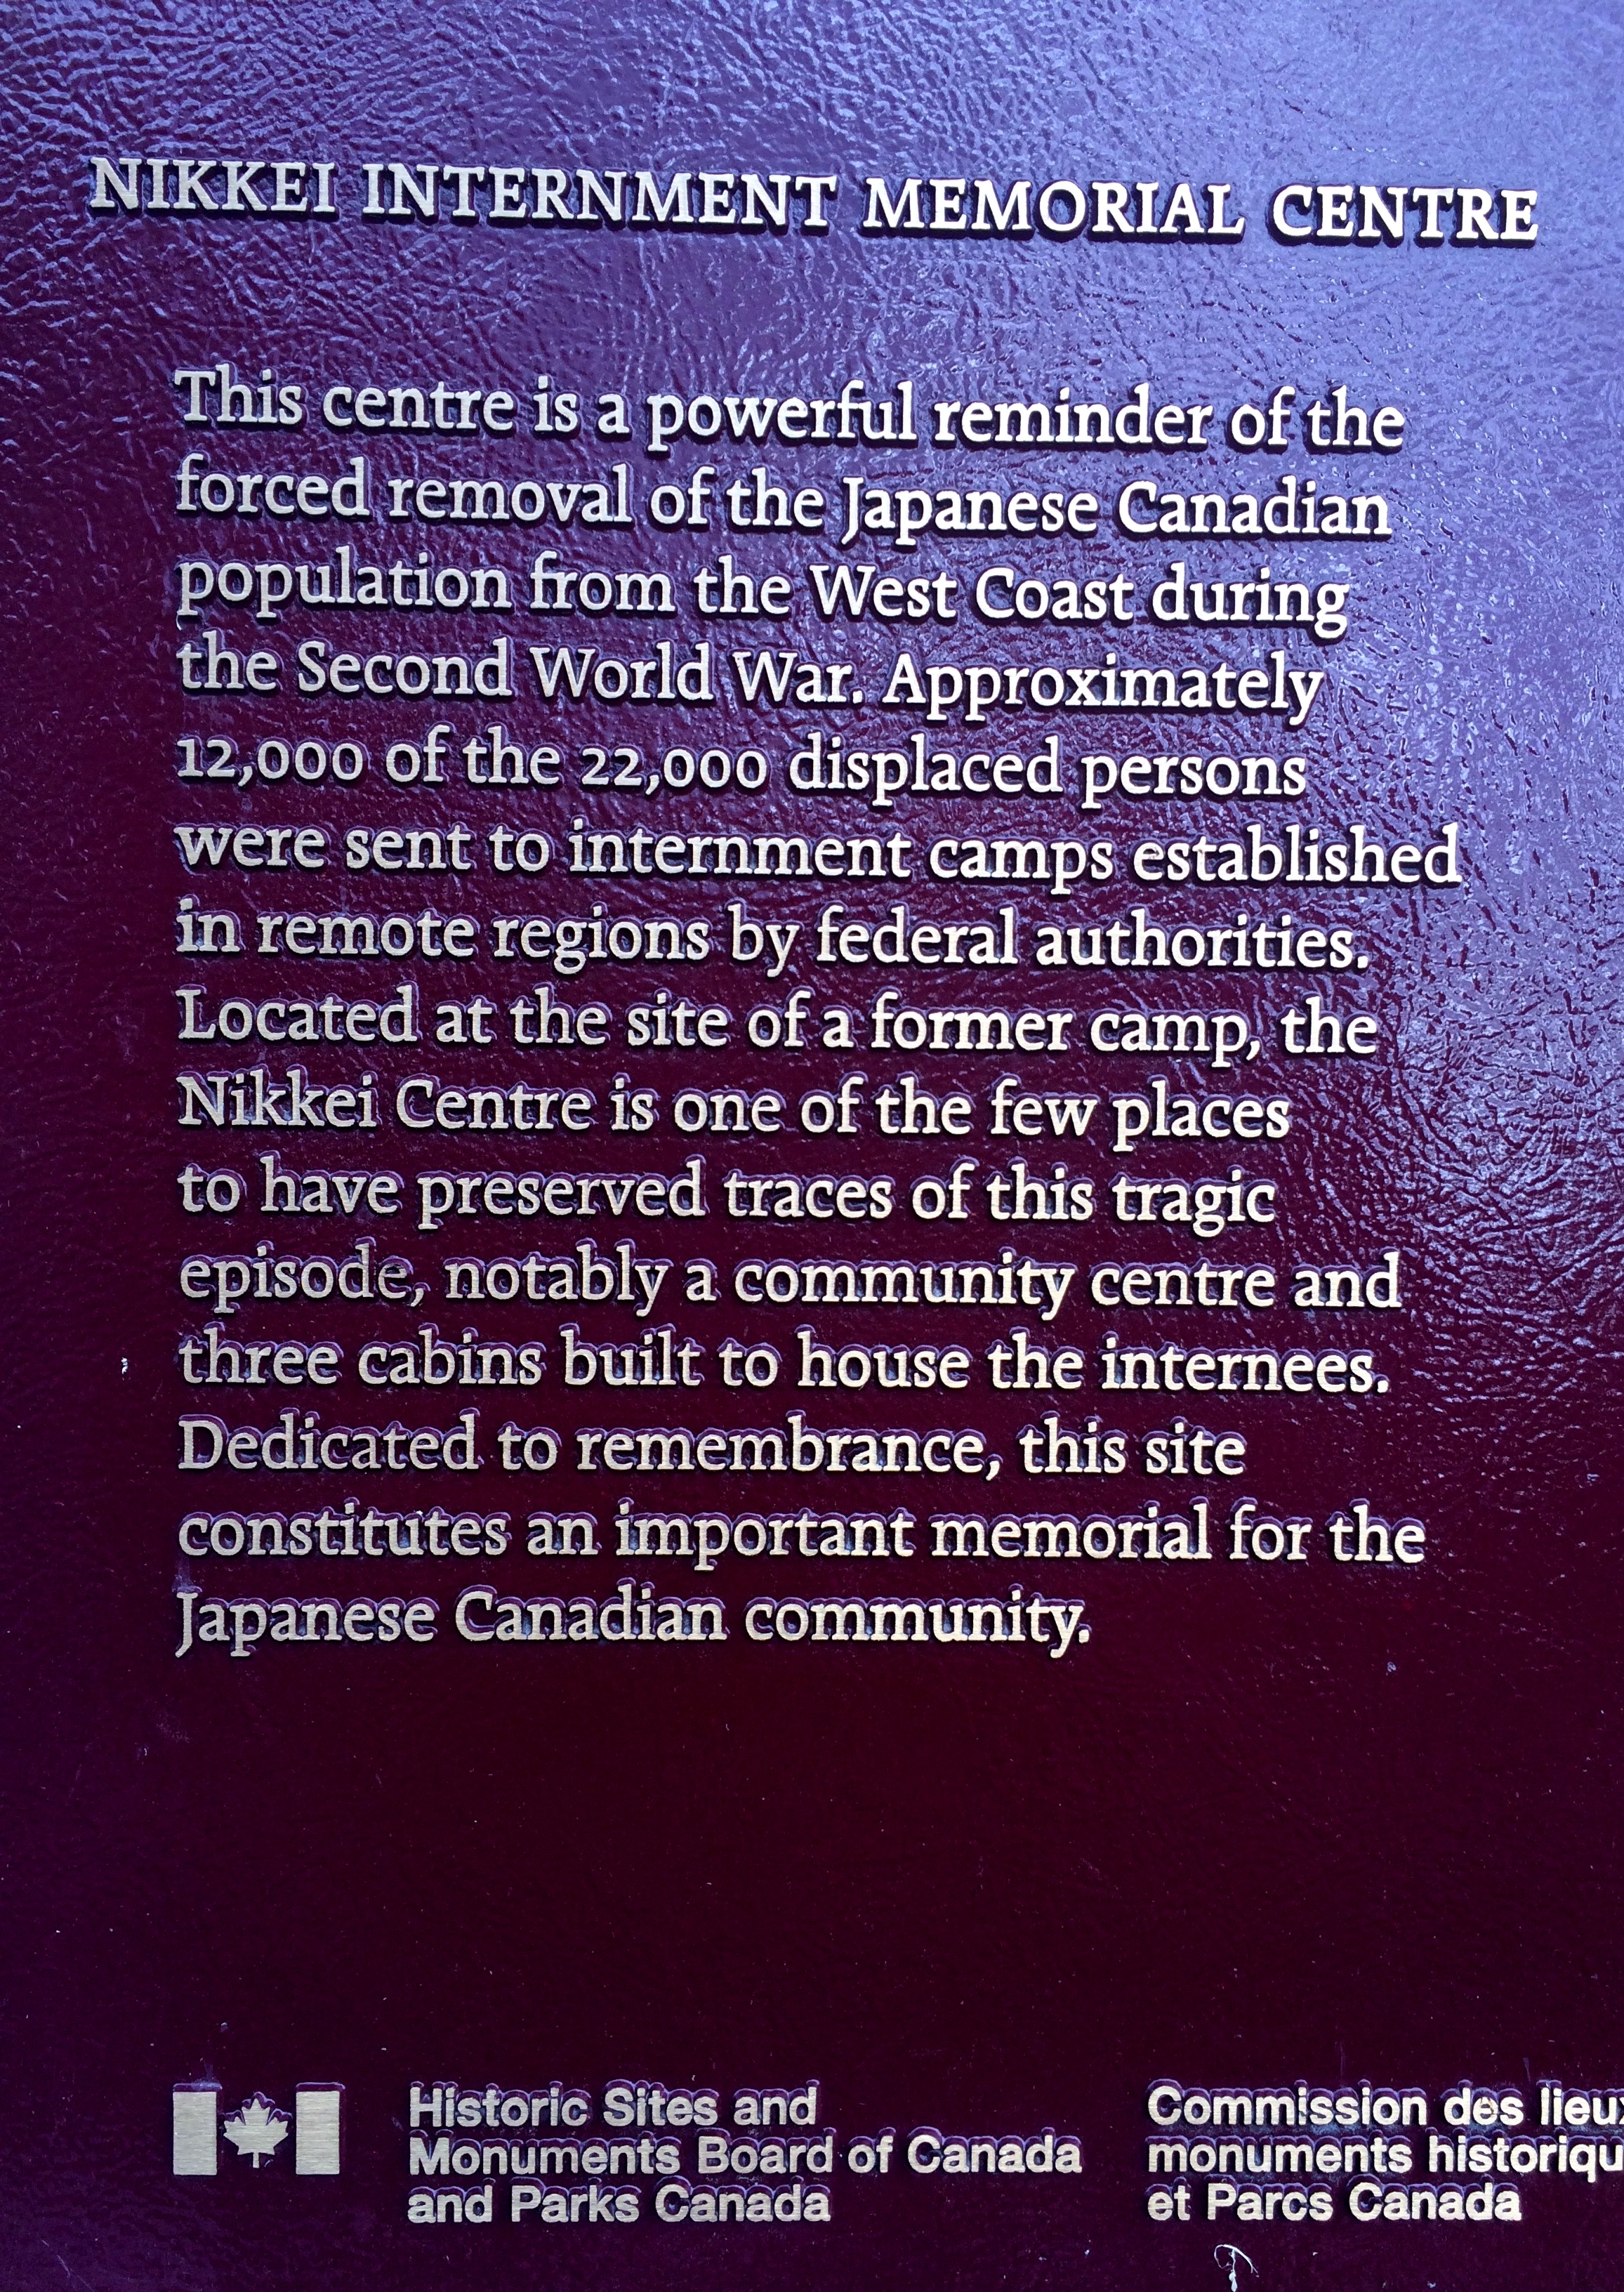 NIKKEI INTERNMENT MEMORIAL CENTRE
This centre is a powerful reminder of the
forced removal of the Japanese Canadian
population from the West Coast during
the Second World War. Approximately
12,000 of the 22,000 displaced persons
were sent to internment camps established
in remote regions by federal authorities.
Located at the site of a former camp, the
Nikkei Centre is one of the few places
to have preserved traces of this tragic
episode, notably a community centre and
three cabins built to house the internees.
Dedicated to remembrance, this site
constitutes an important memorial for the
Japanese Canadian community.
Historic Sites and
Monuments Board of Canada
and Parks Canada
Commission des
monuments
et Parcs Canada